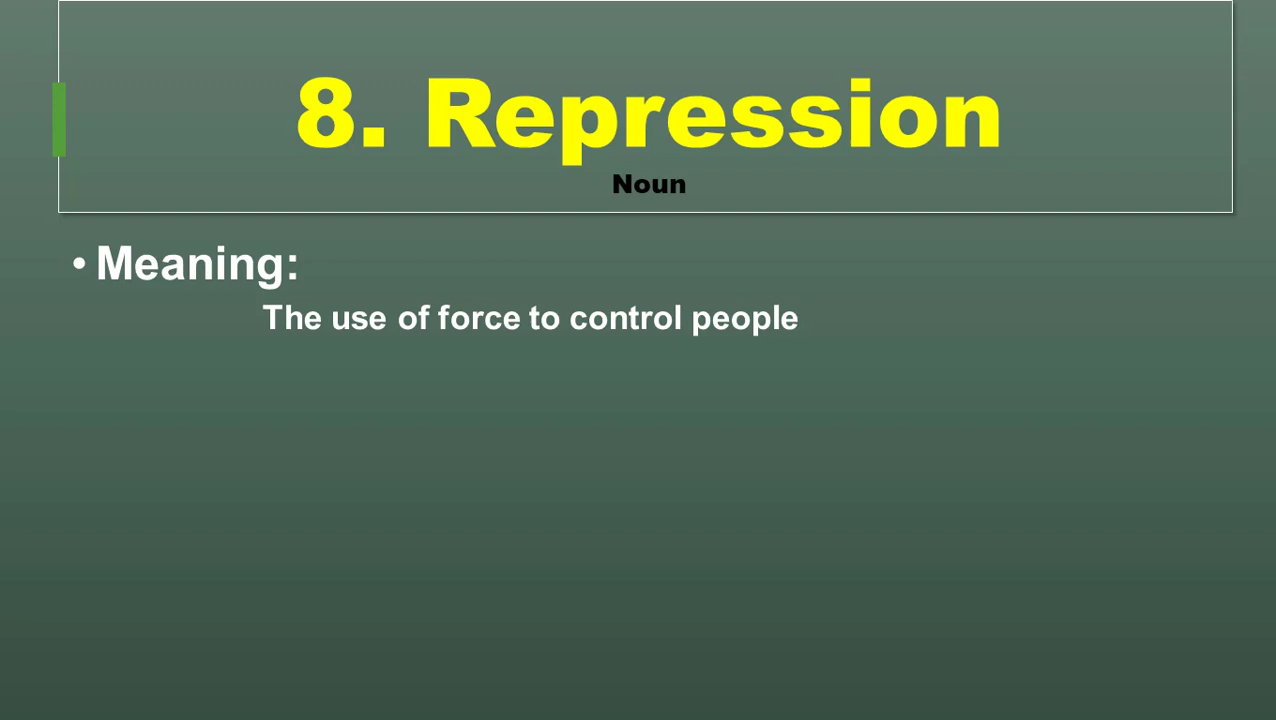 8. Repression
Noun
• Meaning:
The use of force to control people